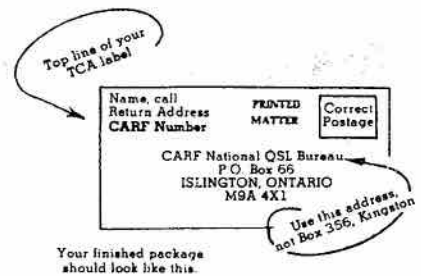 Top line of your
TCA label
Name, call
Return Address
CARF Number
PRINTED
MATTER
Correct
Postage
CARF National QSL Bureau
P.O. Box 66
ISLINGTON, ONTARIO
M9A 4X1
Use this address,
not Box 356, Kingston
Your finished package
should look like this.